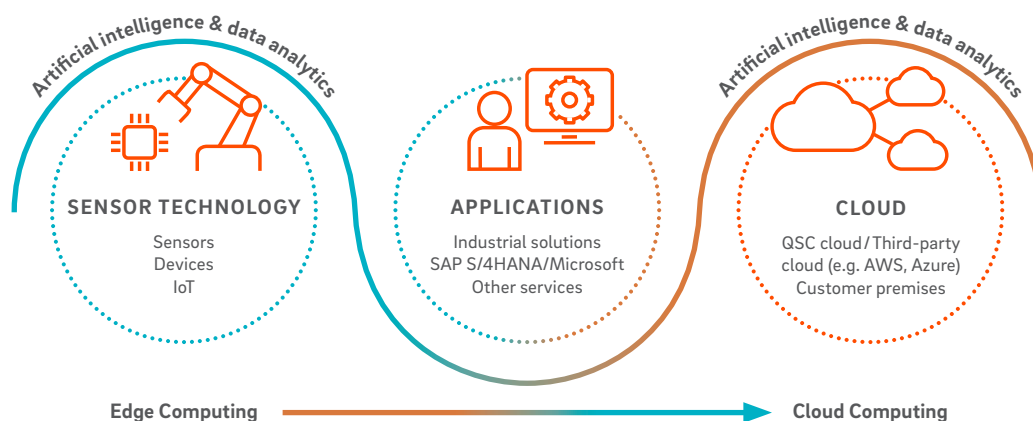 Artificial intelligence & data analytics
Artificial intelligence & data analytics
SENSOR TECHNOLOGY
Sensors
Devices
IoT
APPLICATIONS
Industrial solutions
SAP S/4HANA/Microsoft
Other services
CLOUD
QSC cloud/Third-party
cloud (e.g. AWS, Azure)
Customer premises
Edge Computing
Cloud Computing